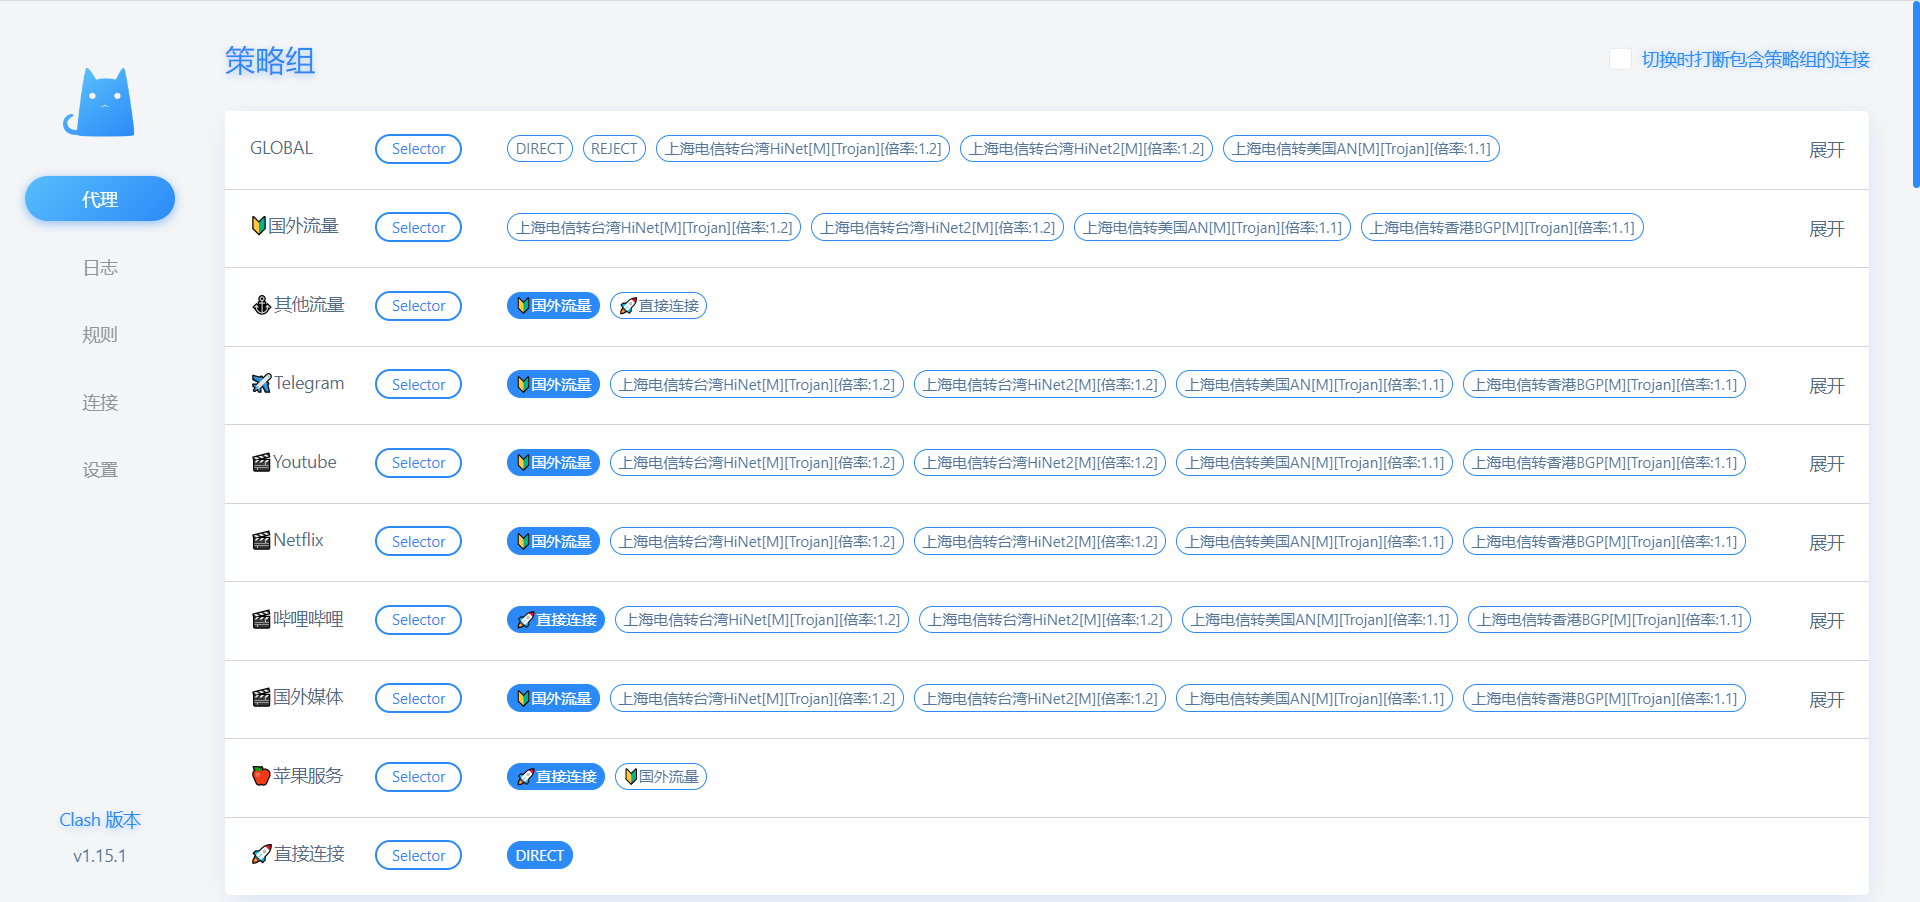 策略组
切换时打断包含策略组的连接
代理
日志
规则
连接
设置
Clash 版本
v1.15.1
GLOBAL Selector DIRECT REJECT 上海电信转台湾HiNet[M][Trojan][倍率:1.2] 上海电信转台湾HiNet2[M][倍率:1.2] 上海电信转美国AN[M][Trojan][倍率:1.1] 展开
🔰国外流量 Selector 上海电信转台湾HiNet[M][Trojan][倍率:1.2] 上海电信转台湾HiNet2[M][倍率:1.2] 上海电信转美国AN[M][Trojan][倍率:1.1] 上海电信转香港BGP[M][Trojan][倍率:1.1] 展开
⚓其他流量 Selector 🔰国外流量 🚀直接连接
✈️Telegram Selector 🔰国外流量 上海电信转台湾HiNet[M][Trojan][倍率:1.2] 上海电信转台湾HiNet2[M][倍率:1.2] 上海电信转美国AN[M][Trojan][倍率:1.1] 上海电信转香港BGP[M][Trojan][倍率:1.1] 展开
🎬Youtube Selector 🔰国外流量 上海电信转台湾HiNet[M][Trojan][倍率:1.2] 上海电信转台湾HiNet2[M][倍率:1.2] 上海电信转美国AN[M][Trojan][倍率:1.1] 上海电信转香港BGP[M][Trojan][倍率:1.1] 展开
🎬Netflix Selector 🔰国外流量 上海电信转台湾HiNet[M][Trojan][倍率:1.2] 上海电信转台湾HiNet2[M][倍率:1.2] 上海电信转美国AN[M][Trojan][倍率:1.1] 上海电信转香港BGP[M][Trojan][倍率:1.1] 展开
🎬哔哩哔哩 Selector 🚀直接连接 上海电信转台湾HiNet[M][Trojan][倍率:1.2] 上海电信转台湾HiNet2[M][倍率:1.2] 上海电信转美国AN[M][Trojan][倍率:1.1] 上海电信转香港BGP[M][Trojan][倍率:1.1] 展开
🎬国外媒体 Selector 🔰国外流量 上海电信转台湾HiNet[M][Trojan][倍率:1.2] 上海电信转台湾HiNet2[M][倍率:1.2] 上海电信转美国AN[M][Trojan][倍率:1.1] 上海电信转香港BGP[M][Trojan][倍率:1.1] 展开
🍎苹果服务 Selector 🚀直接连接 🔰国外流量
🚀直接连接 Selector DIRECT